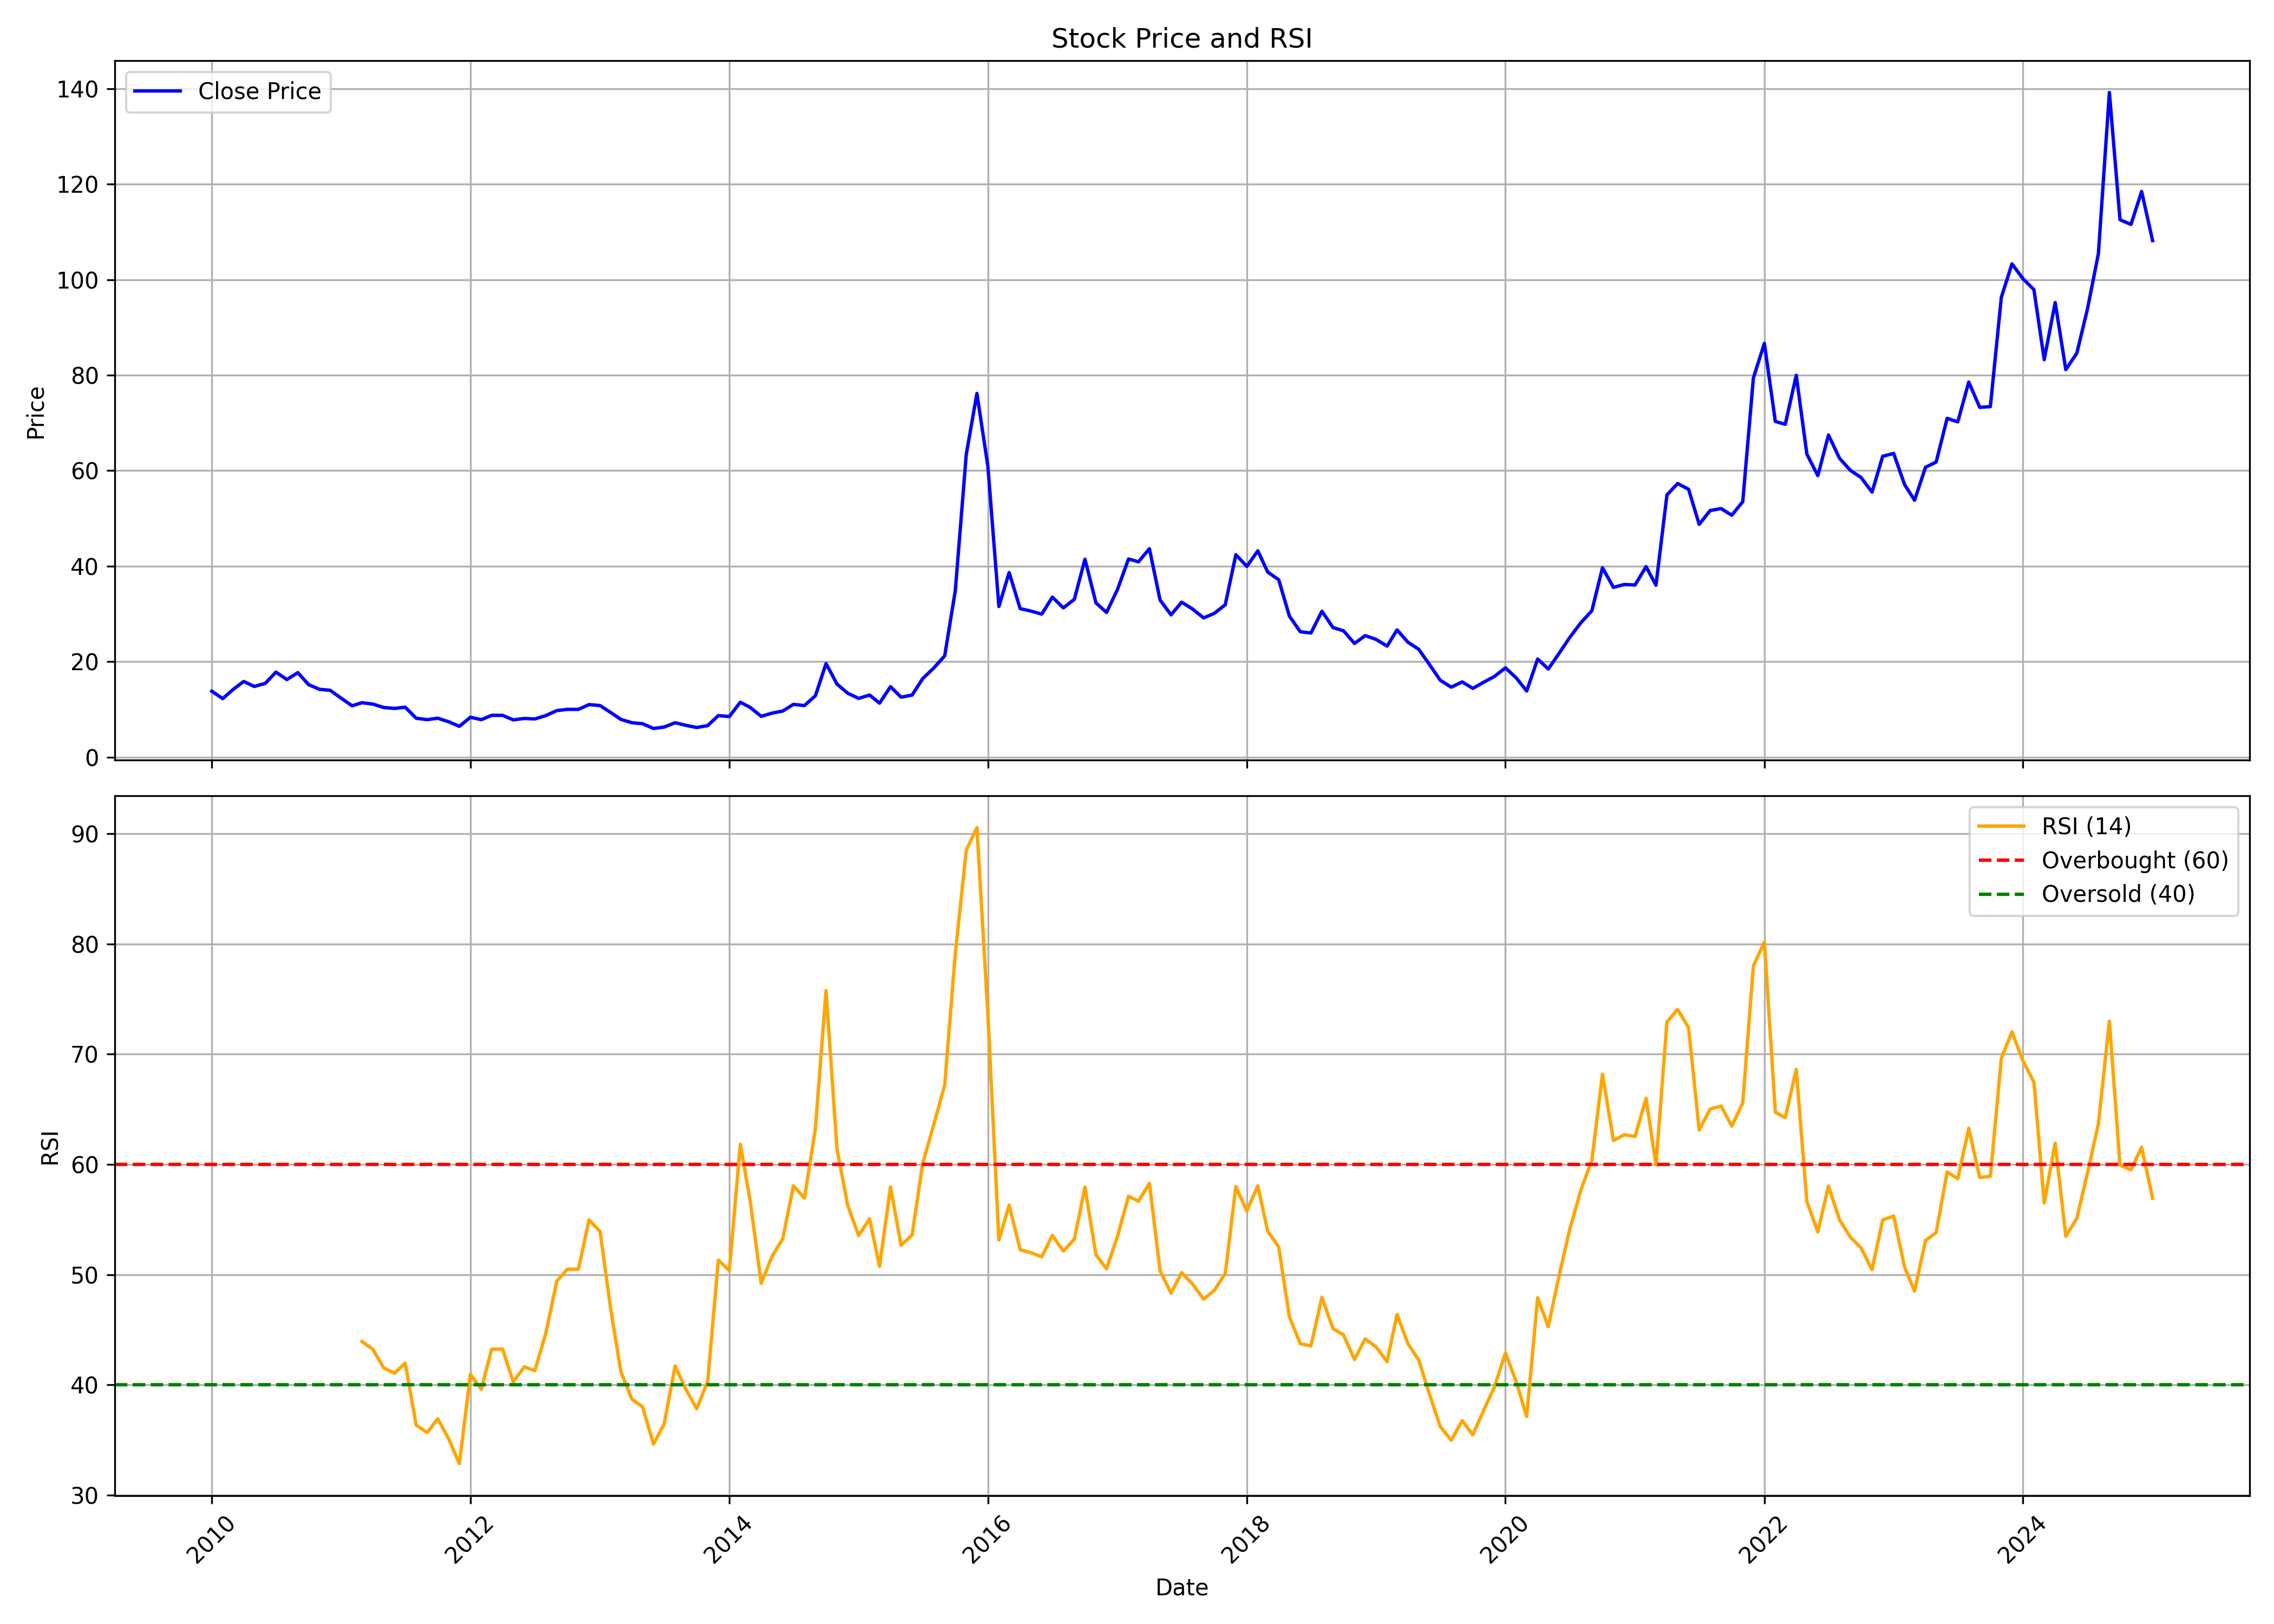 Stock Price and RSI
Close Price
Price
140
120
100
80
60
40
20
0
RSI (14)
Overbought (60)
Oversold (40)
RSI
90
80
70
60
50
40
30
2010
2012
2014
2016
2018
2020
2022
2024
Date